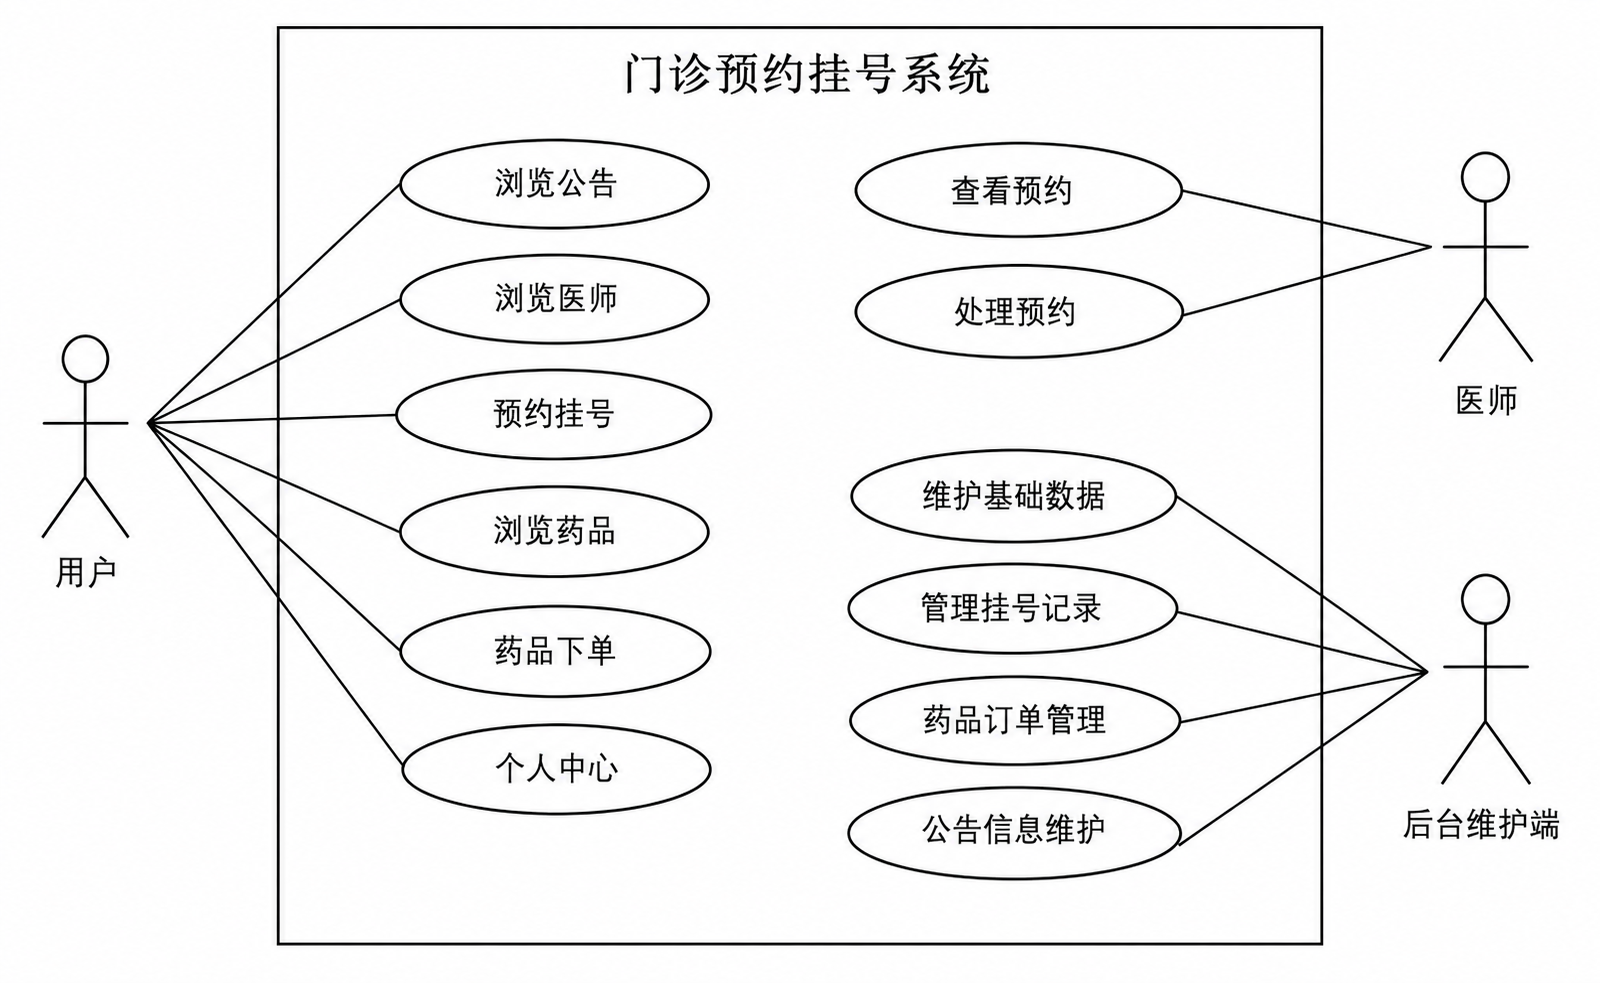 门诊预约挂号系统
浏览公告
浏览医师
预约挂号
浏览药品
药品下单
个人中心
用户
查看预约
处理预约
医师
维护基础数据
管理挂号记录
药品订单管理
公告信息维护
后台维护端